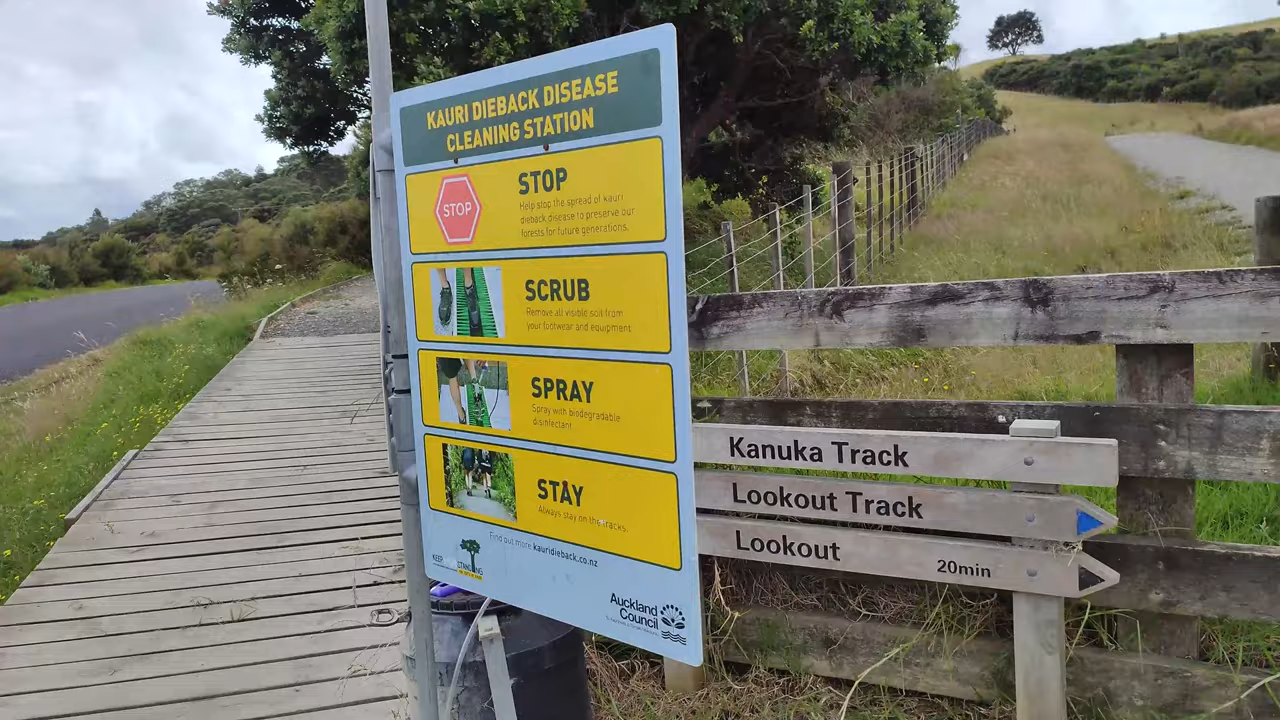 KAURI DIEBACK DISEASE
CLEANING STATION
STOP
STOP
Help stop the spread of kauri
dieback disease to preserve our
forests for future generations.
SCRUB
Remove all visible soil from
your footwear and equipment.
SPRAY
Spray with biodegradable
disinfectant.
STAY
Always stay on the tracks.
Find out more kauridieback.co.nz
KEEP
STANDING
Auckland
Council
Kanuka Track
Lookout Track
Lookout 20min